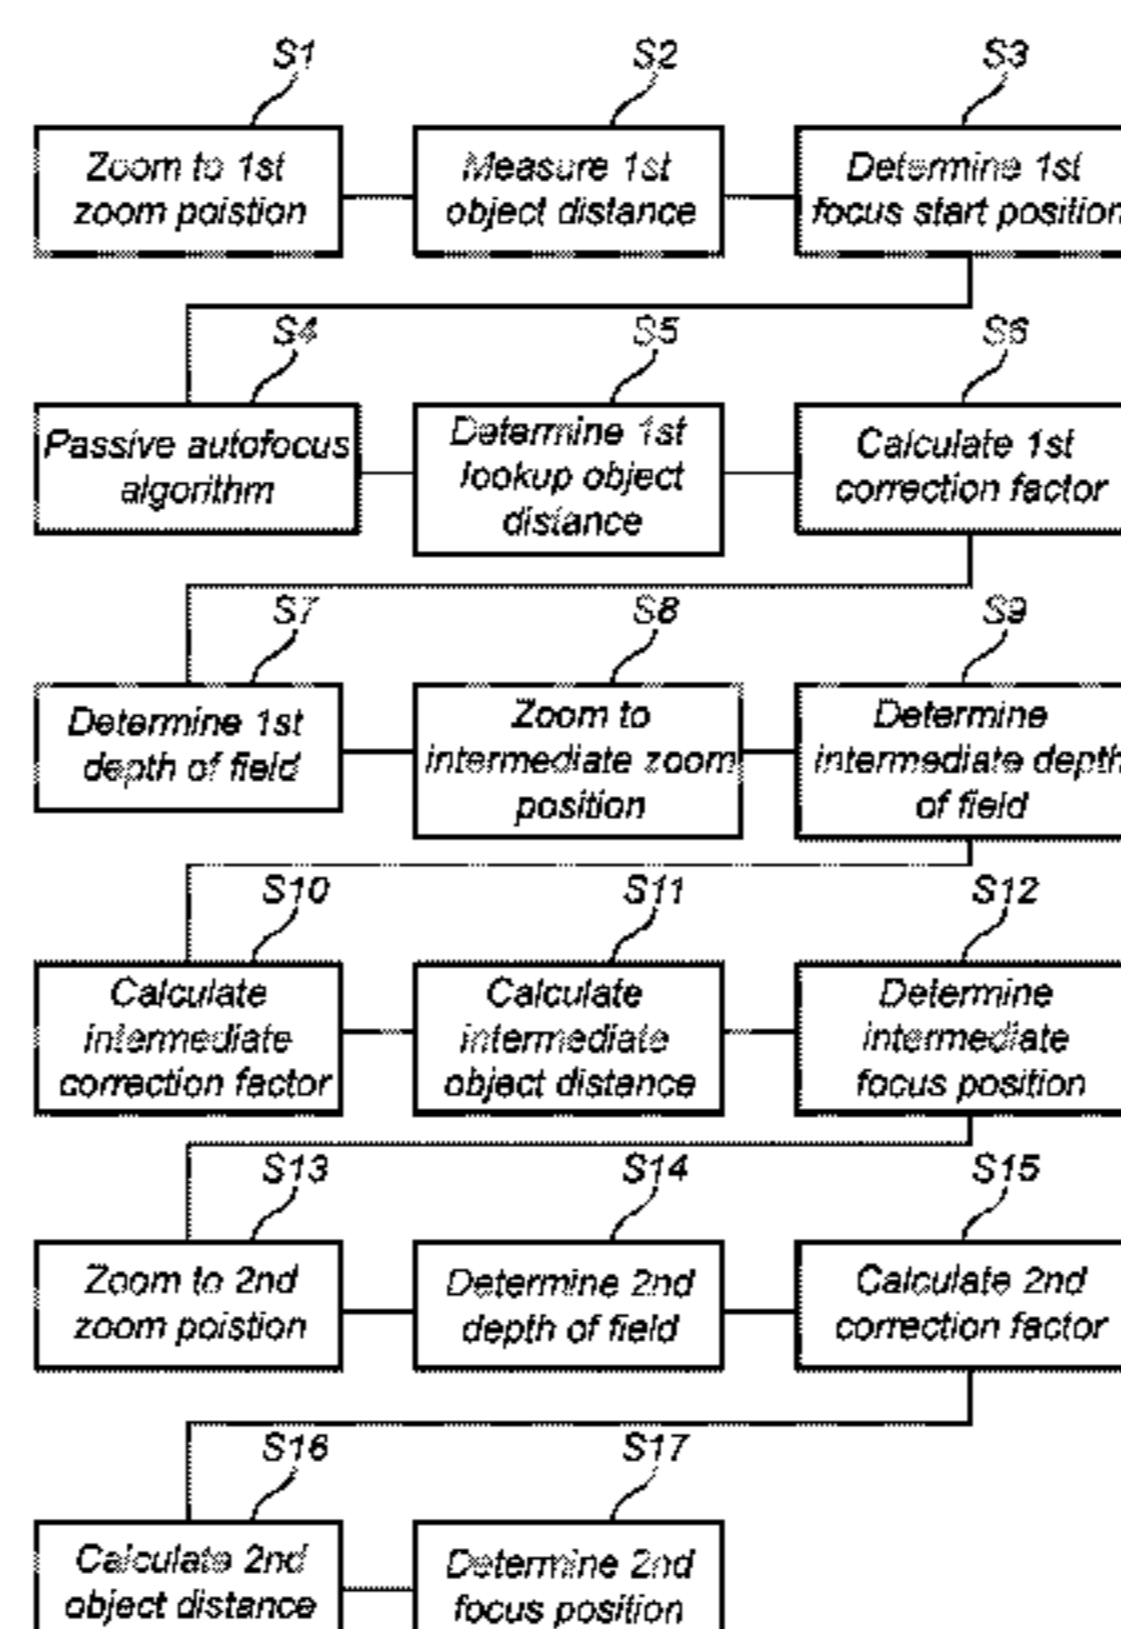 S1
S2
S3
Zoom to 1st
zoom poistion
Measure 1st
object distance
Determine 1st
focus start position
S4
S5
S6
Passive autofocus
algorithm
Determine 1st
lookup object
distance
Calculate 1st
correction factor
S7
S8
S9
Determine 1st
depth of field
Zoom to
intermediate zoom
position
Determine
intermediate depth
of field
S10
S11
S12
Calculate
intermediate
correction factor
Calculate
intermediate
object distance
Determine
intermediate
focus position
S13
S14
S15
Zoom to 2nd
zoom poistion
Determine 2nd
depth of field
Calculate 2nd
correction factor
S16
S17
Calculate 2nd
object distance
Determine 2nd
focus position